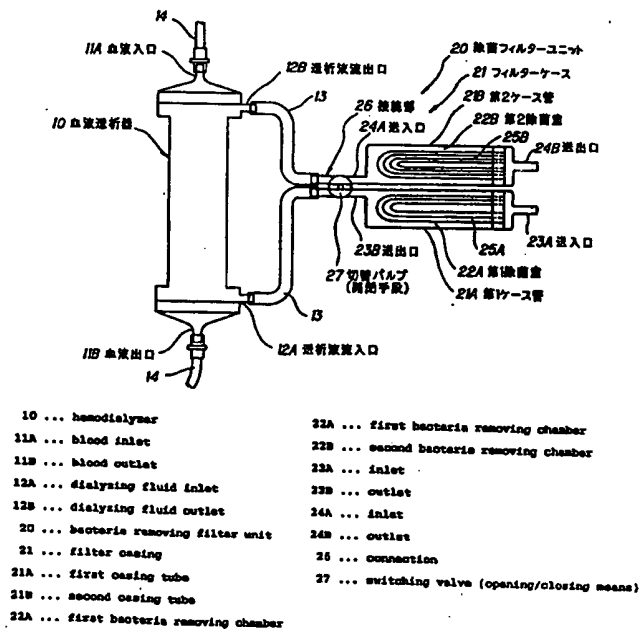 14
11A 血液入口
12B 透析液流出口
13
10 血液透析器
20 除菌フィルターユニット
21 フィルターケース
26 接続部
21B 第2ケース管
24A 送入口
22B 第2除菌室
25B
24B 送出口
23B 送出口
25A
23A 送入口
27 切替バルブ
(開閉手段)
22A 第1除菌室
21A 第1ケース管
13
12A 透析液流入口
11B 血液出口
14
10 ... hemodialyzer
11A ... blood inlet
11B ... blood outlet
12A ... dialyzing fluid inlet
12B ... dialyzing fluid outlet
20 ... bacteria removing filter unit
21 ... filter casing
21A ... first casing tube
21B ... second casing tube
22A ... first bacteria removing chamber
22A ... first bacteria removing chamber
22B ... second bacteria removing chamber
23A ... inlet
23B ... outlet
24A ... inlet
24B ... outlet
26 ... connection
27 ... switching valve (opening/closing means)